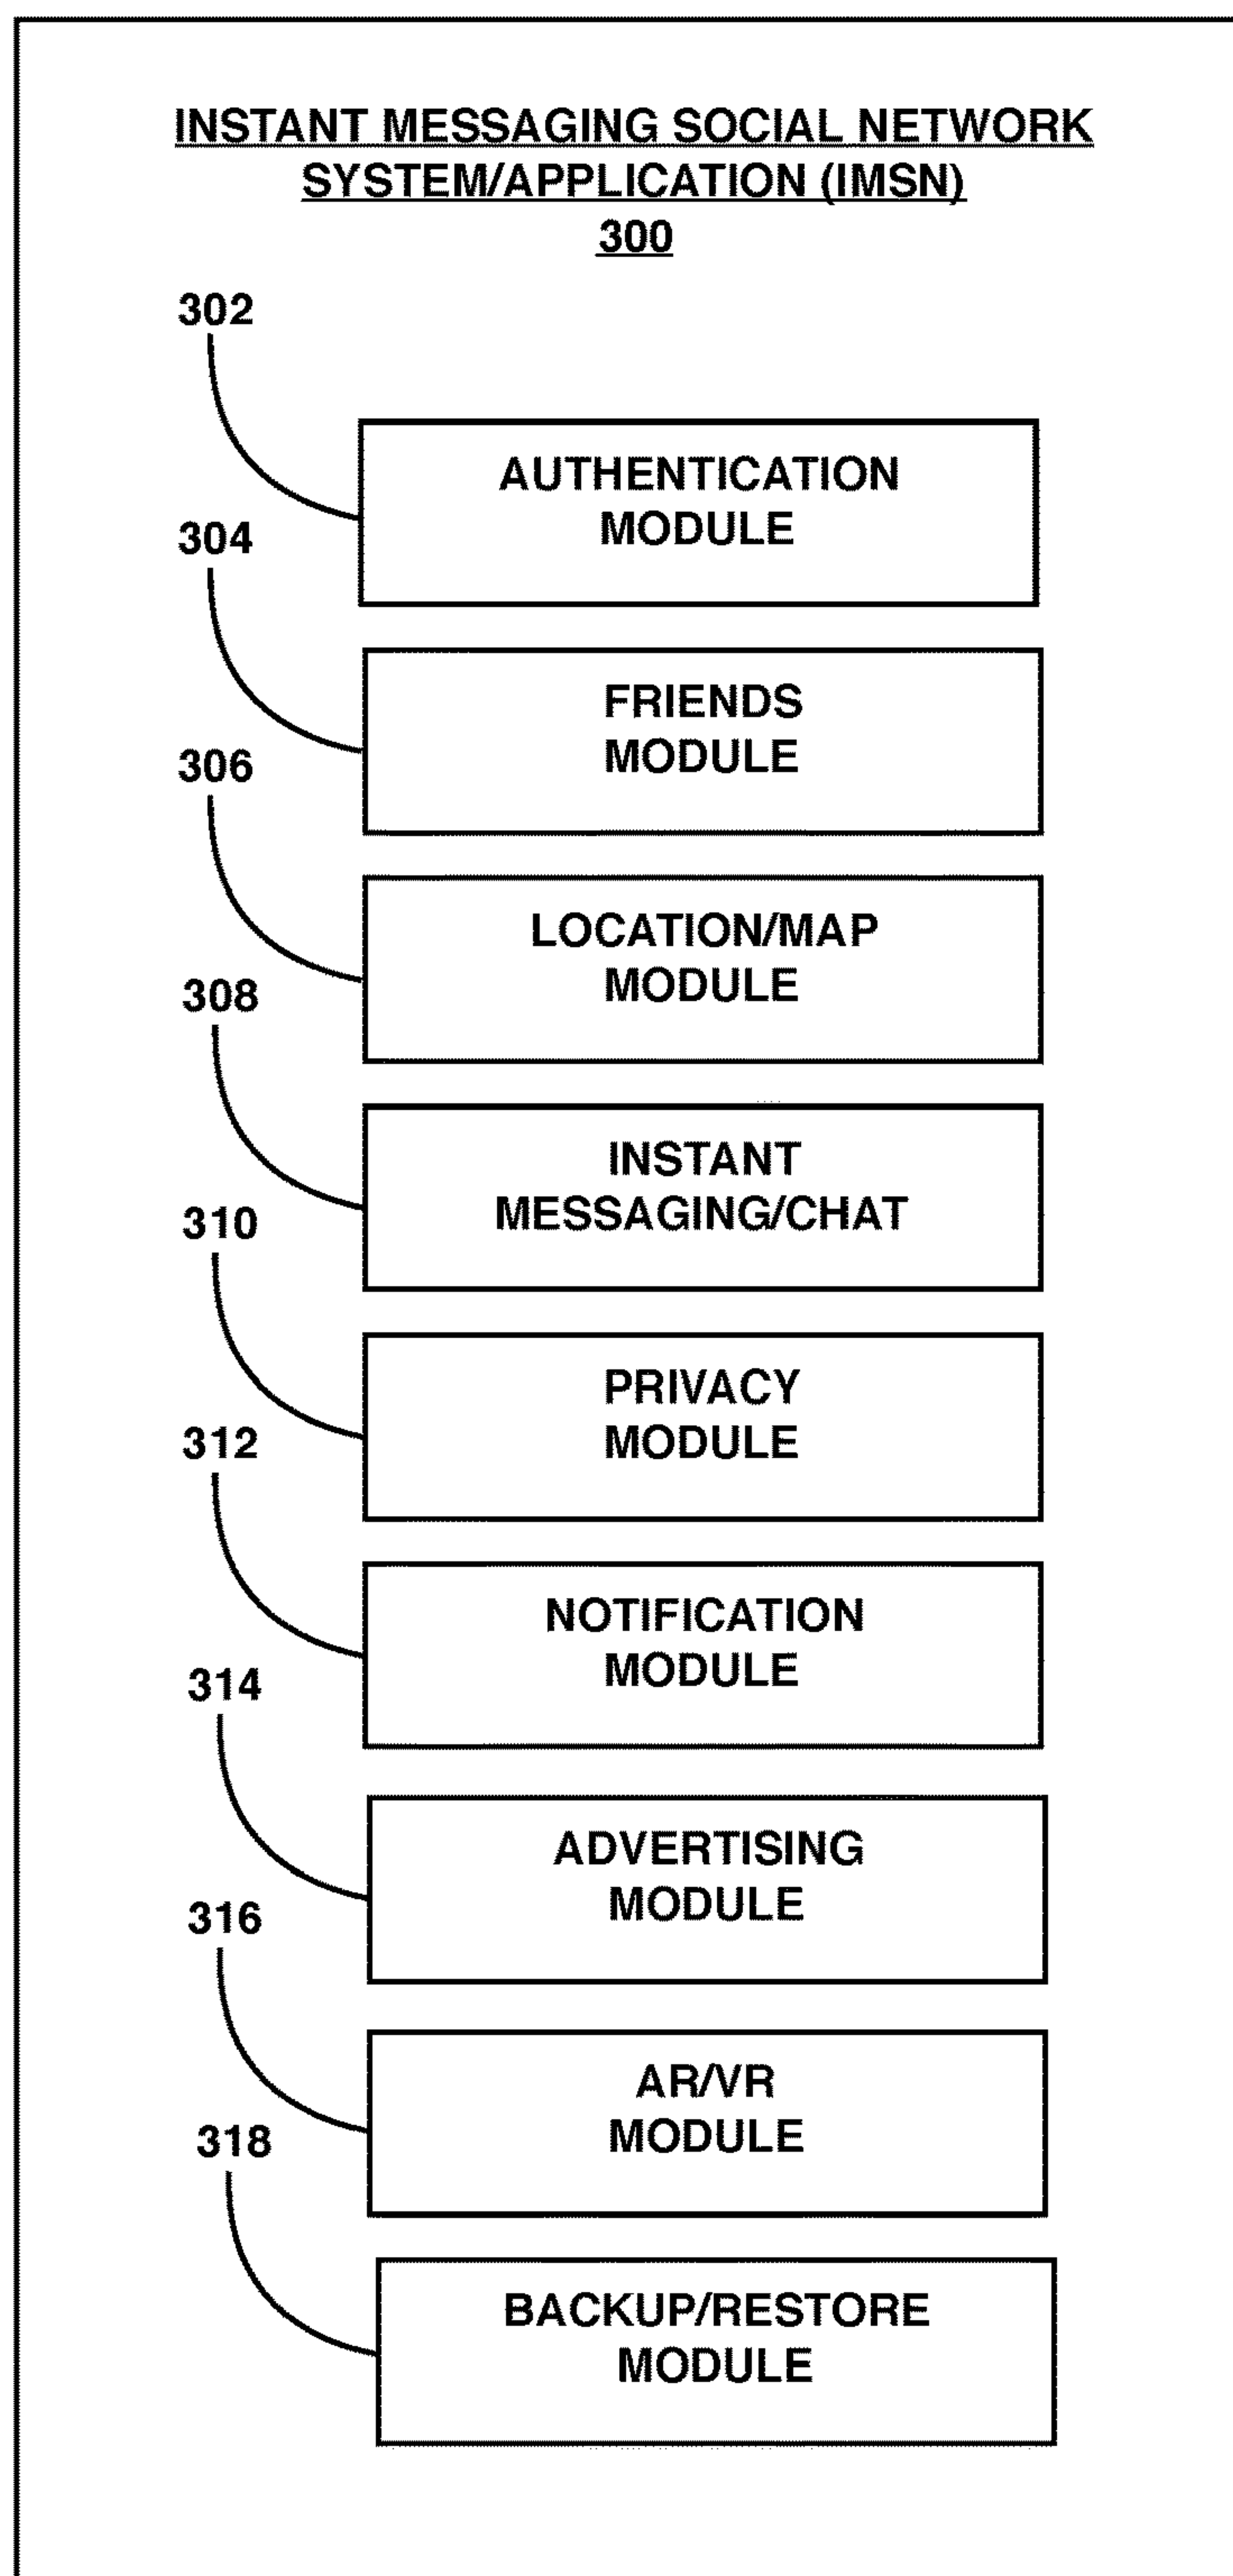 INSTANT MESSAGING SOCIAL NETWORK
SYSTEM/APPLICATION (IMSN)
300
302
AUTHENTICATION
MODULE
304
FRIENDS
MODULE
306
LOCATION/MAP
MODULE
308
INSTANT
MESSAGING/CHAT
310
PRIVACY
MODULE
312
NOTIFICATION
MODULE
314
ADVERTISING
MODULE
316
AR/VR
MODULE
318
BACKUP/RESTORE
MODULE